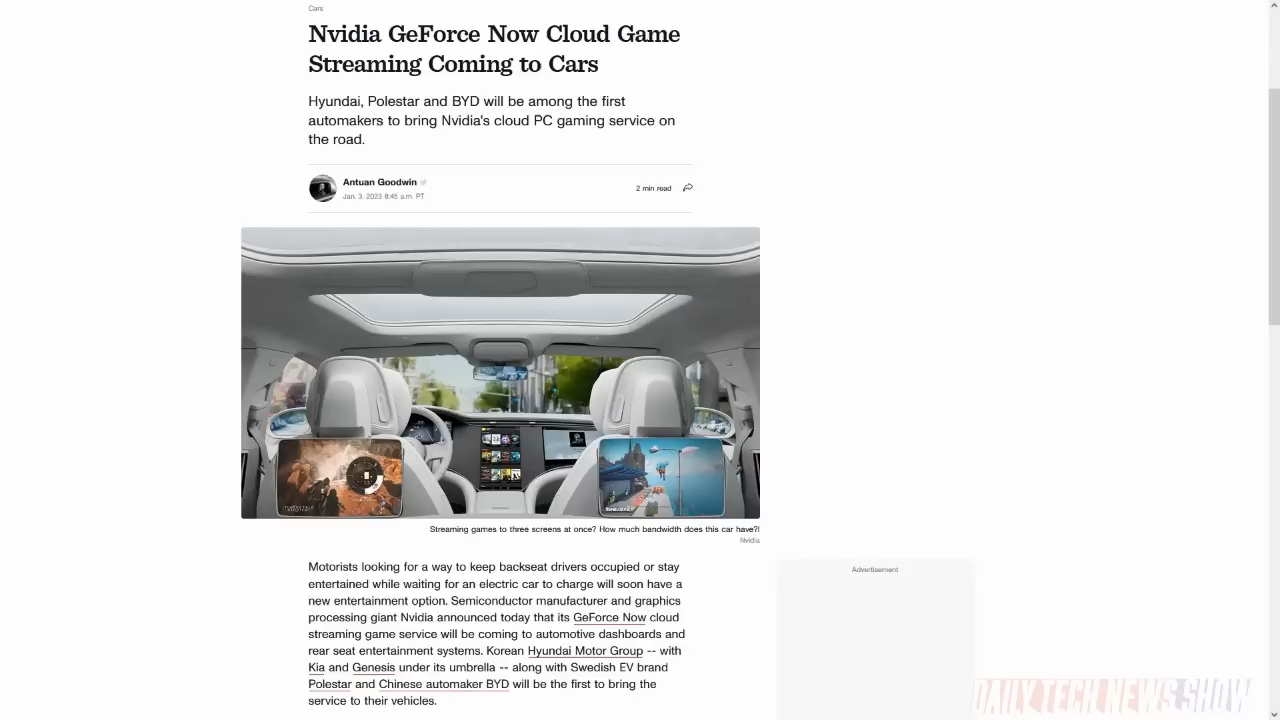 Cars
Nvidia GeForce Now Cloud Game
Streaming Coming to Cars
Hyundai, Polestar and BYD will be among the first
automakers to bring Nvidia's cloud PC gaming service on
the road.
Antuan Goodwin
Jan. 3, 2023 8:45 a.m. PT
2 min read
Streaming games to three screens at once? How much bandwidth does this car have?!
Nvidia
Motorists looking for a way to keep backseat drivers occupied or stay
entertained while waiting for an electric car to charge will soon have a
new entertainment option. Semiconductor manufacturer and graphics
processing giant Nvidia announced today that its GeForce Now cloud
streaming game service will be coming to automotive dashboards and
rear seat entertainment systems. Korean Hyundai Motor Group -- with
Kia and Genesis under its umbrella -- along with Swedish EV brand
Polestar and Chinese automaker BYD will be the first to bring the
service to their vehicles.
Advertisement
DAILY TECH NEWS SHOW